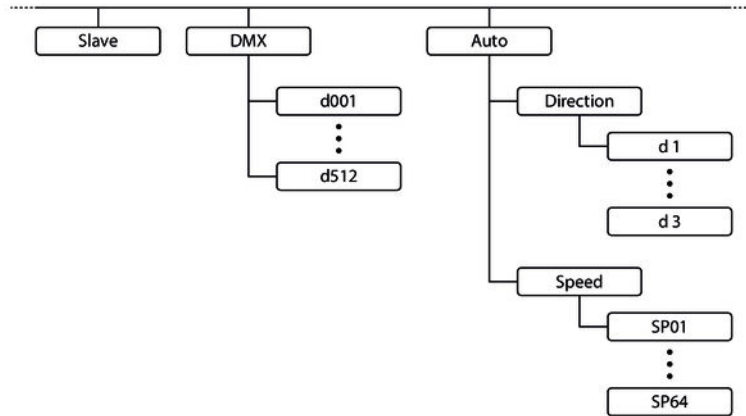 Slave
DMX
Auto
d001
d512
Direction
d 1
d 3
Speed
SP01
SP64